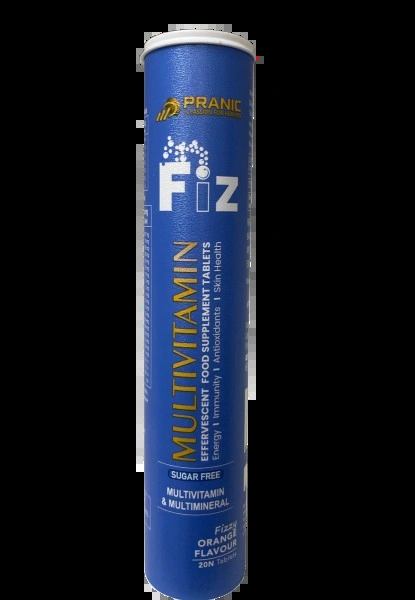 PRANIC
Fiz
MULTIVITAMIN
EFFERVESCENT FOOD SUPPLEMENT TABLETS
Energy I Immunity I Antioxidants I Skin Health
SUGAR FREE
MULTIVITAMIN
& MULTIMINERAL
Fizzy
ORANGE
FLAVOUR
20N Tablets